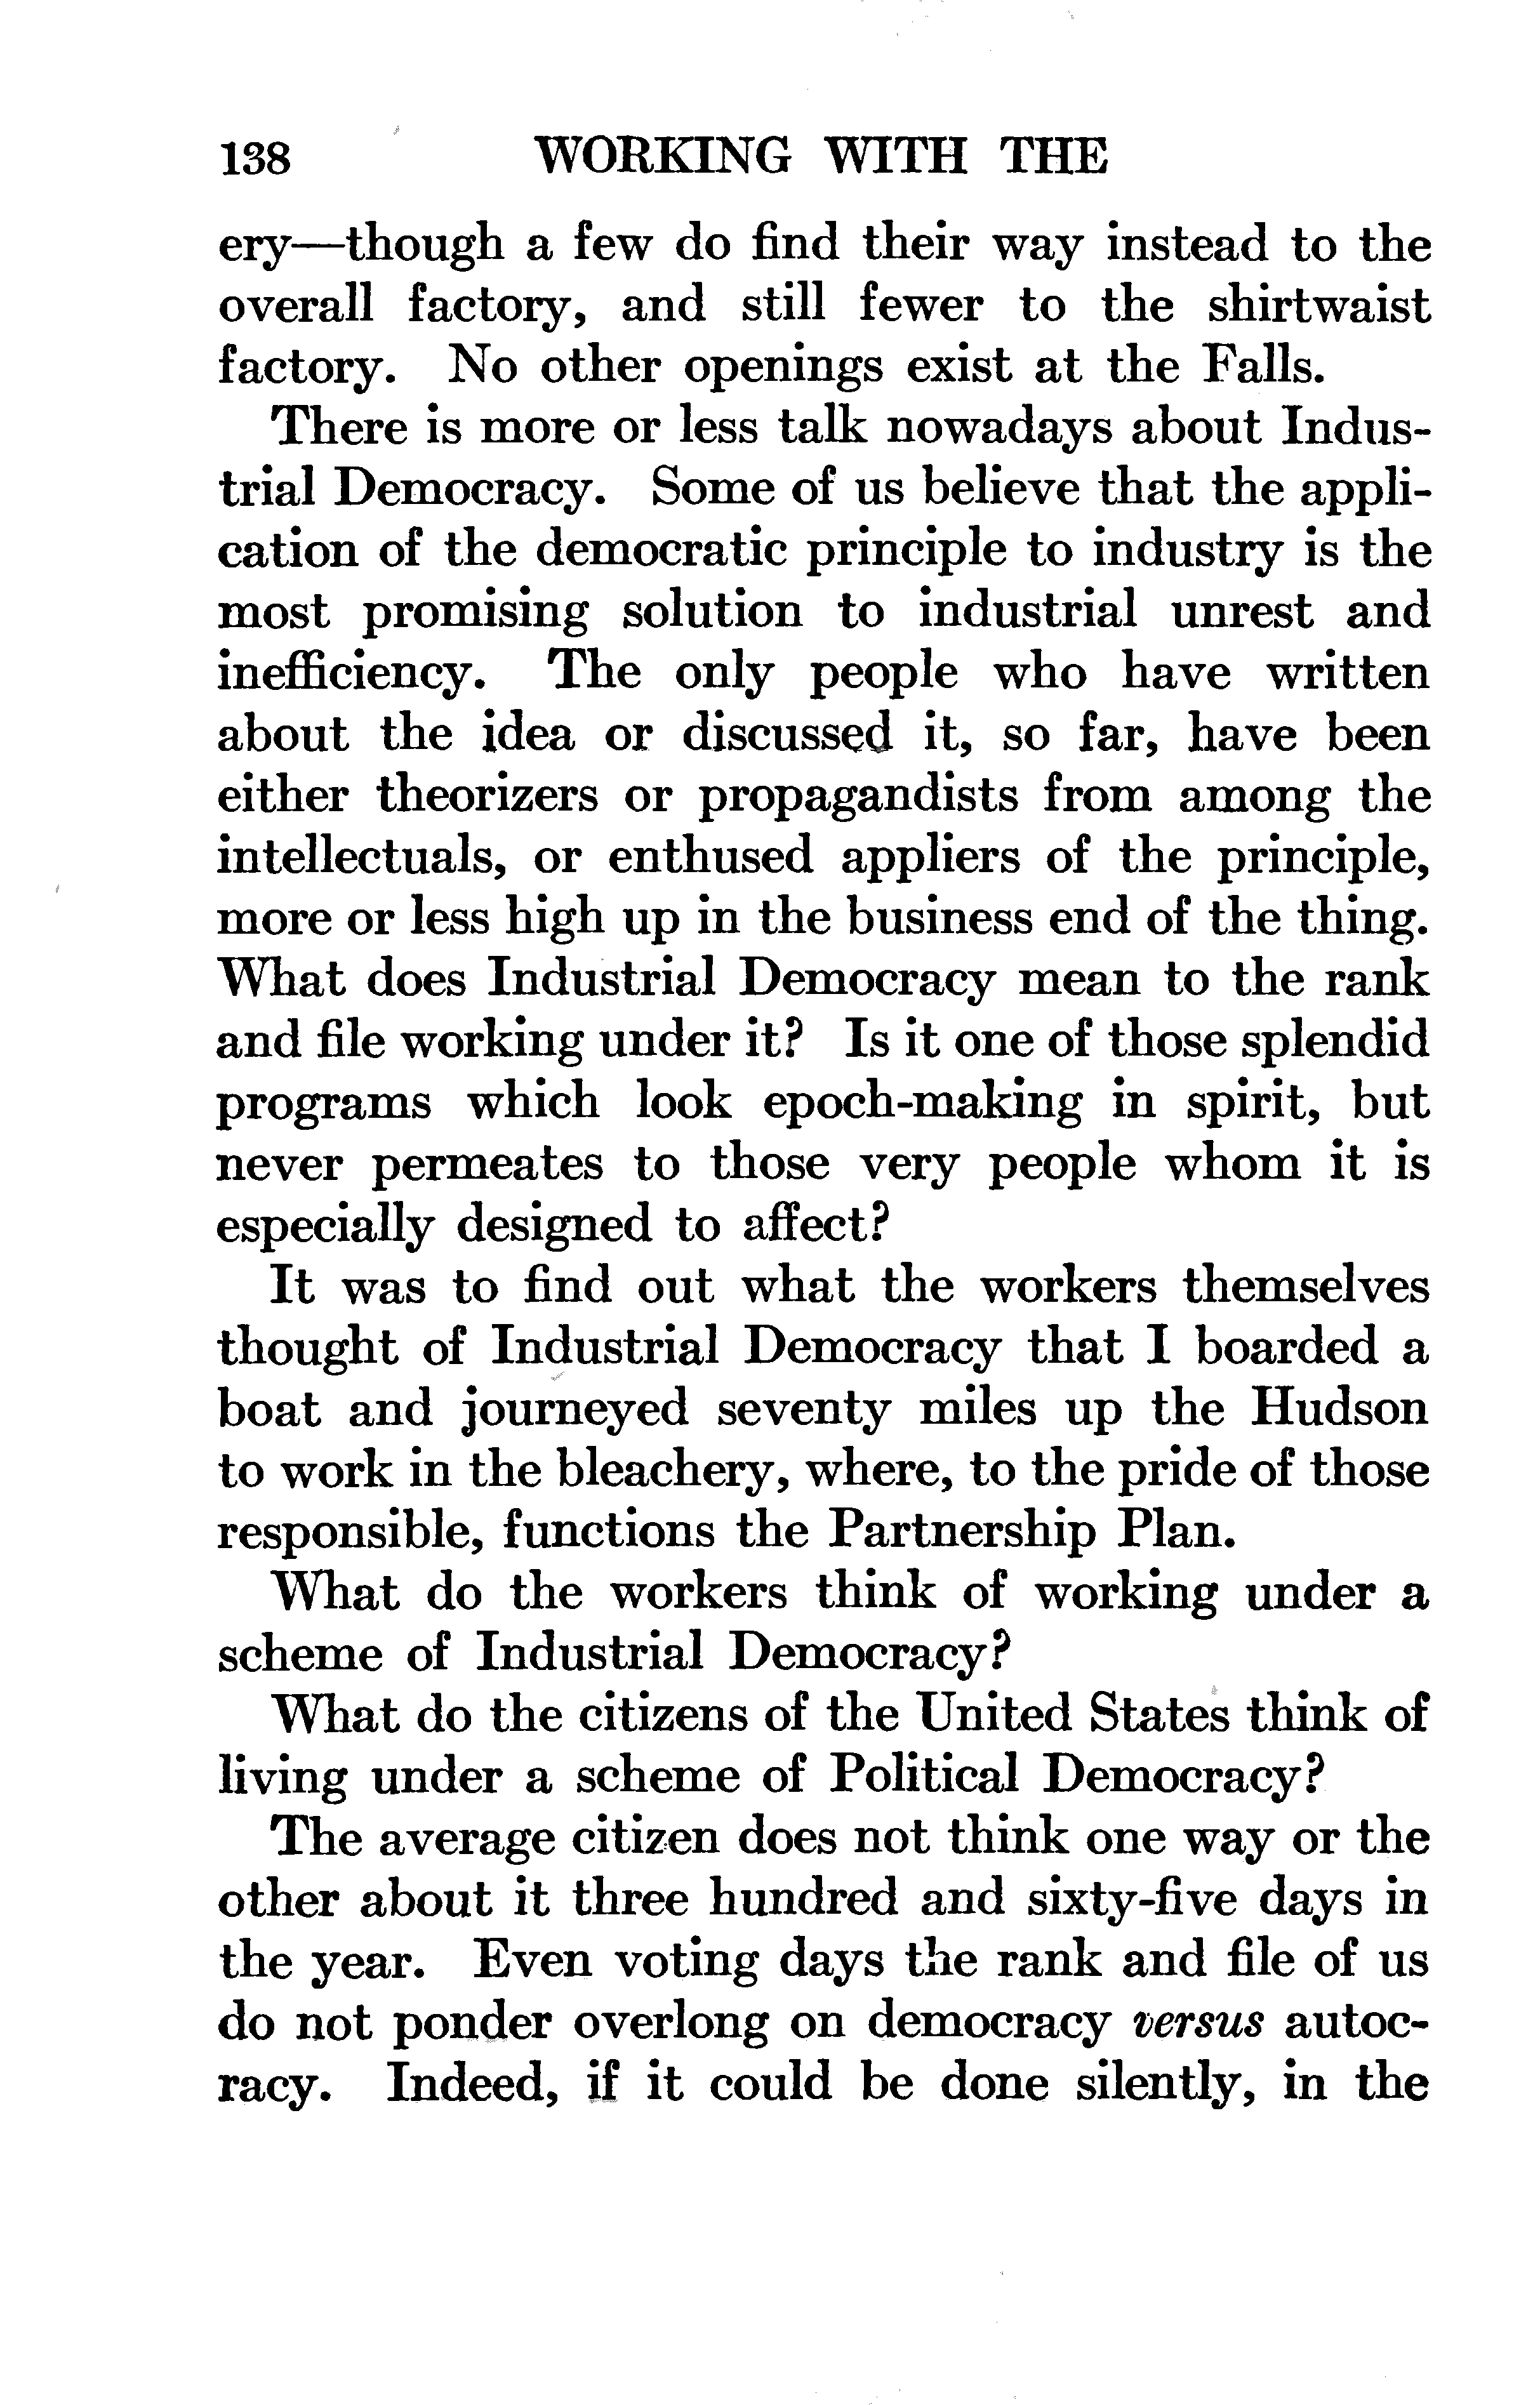 138 WORKING WITH THE
ery—though a few do find their way instead to the
overall factory, and still fewer to the shirtwaist
factory. No other openings exist at the Falls.
There is more or less talk nowadays about Indus-
trial Democracy. Some of us believe that the appli-
cation of the democratic principle to industry is the
most promising solution to industrial unrest and
inefficiency. The only people who have written
about the idea or discussed it, so far, have been
either theorizers or propagandists from among the
intellectuals, or enthused appliers of the principle,
more or less high up in the business end of the thing.
What does Industrial Democracy mean to the rank
and file working under it? Is it one of those splendid
programs which look epoch-making in spirit, but
never permeates to those very people whom it is
especially designed to affect?
It was to find out what the workers themselves
thought of Industrial Democracy that I boarded a
boat and journeyed seventy miles up the Hudson
to work in the bleachery, where, to the pride of those
responsible, functions the Partnership Plan.
What do the workers think of working under a
scheme of Industrial Democracy?
What do the citizens of the United States think of
living under a scheme of Political Democracy?
The average citizen does not think one way or the
other about it three hundred and sixty-five days in
the year. Even voting days the rank and file of us
do not ponder overlong on democracy versus autoc-
racy. Indeed, if it could be done silently, in the